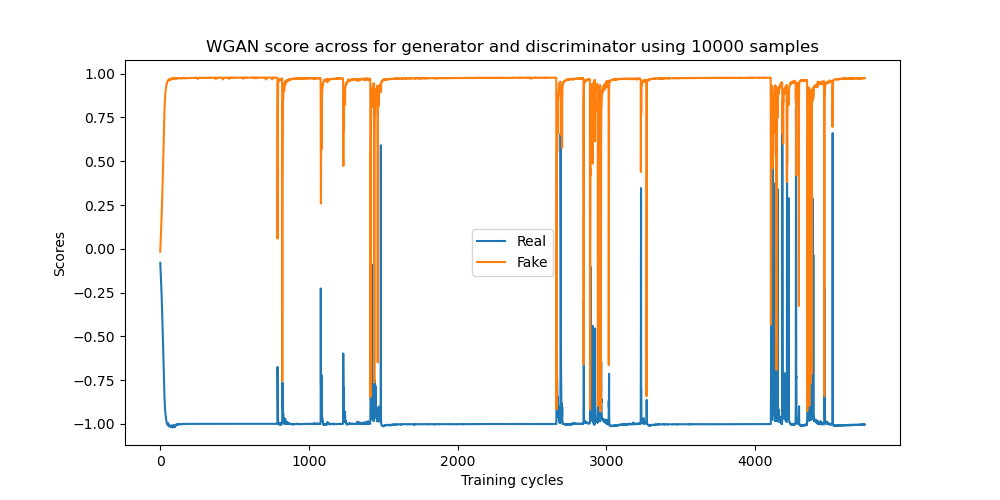 WGAN score across for generator and discriminator using 10000 samples
1.00
0.75
0.50
0.25
0.00
−0.25
−0.50
−0.75
−1.00
Scores
Real
Fake
0 1000 2000 3000 4000
Training cycles